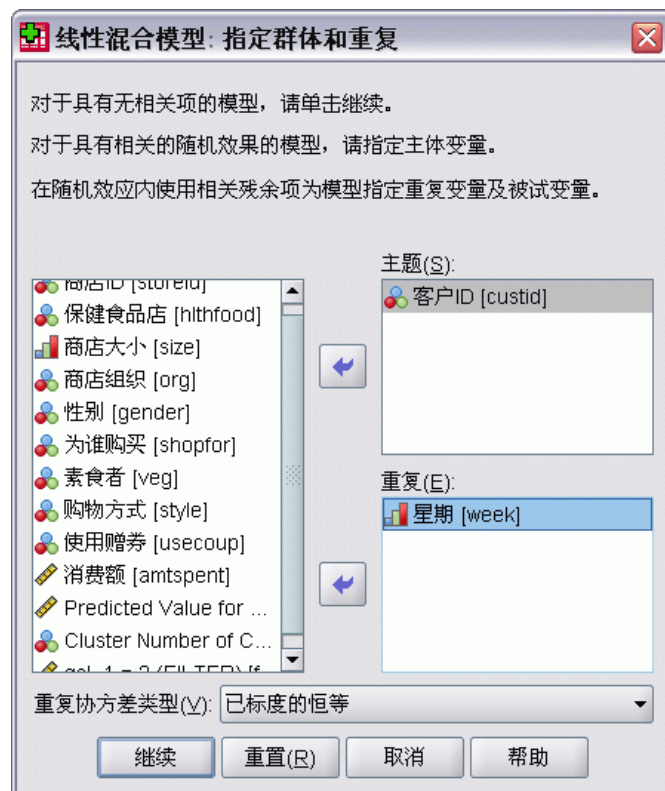 线性混合模型: 指定群体和重复
对于具有无相关项的模型，请单击继续。
对于具有相关的随机效果的模型，请指定主体变量。
在随机效应内使用相关残余项为模型指定重复变量及被试变量。
商店ID [storeid]
保健食品店 [hlthfood]
商店大小 [size]
商店组织 [org]
性别 [gender]
为谁购买 [shopfor]
素食者 [veg]
购物方式 [style]
使用赠券 [usecoup]
消费额 [amtspent]
Predicted Value for ...
Cluster Number of C...
主题(S):
客户ID [custid]
重复(E):
星期 [week]
重复协方差类型(V): 已标度的恒等
继续 重置(R) 取消 帮助